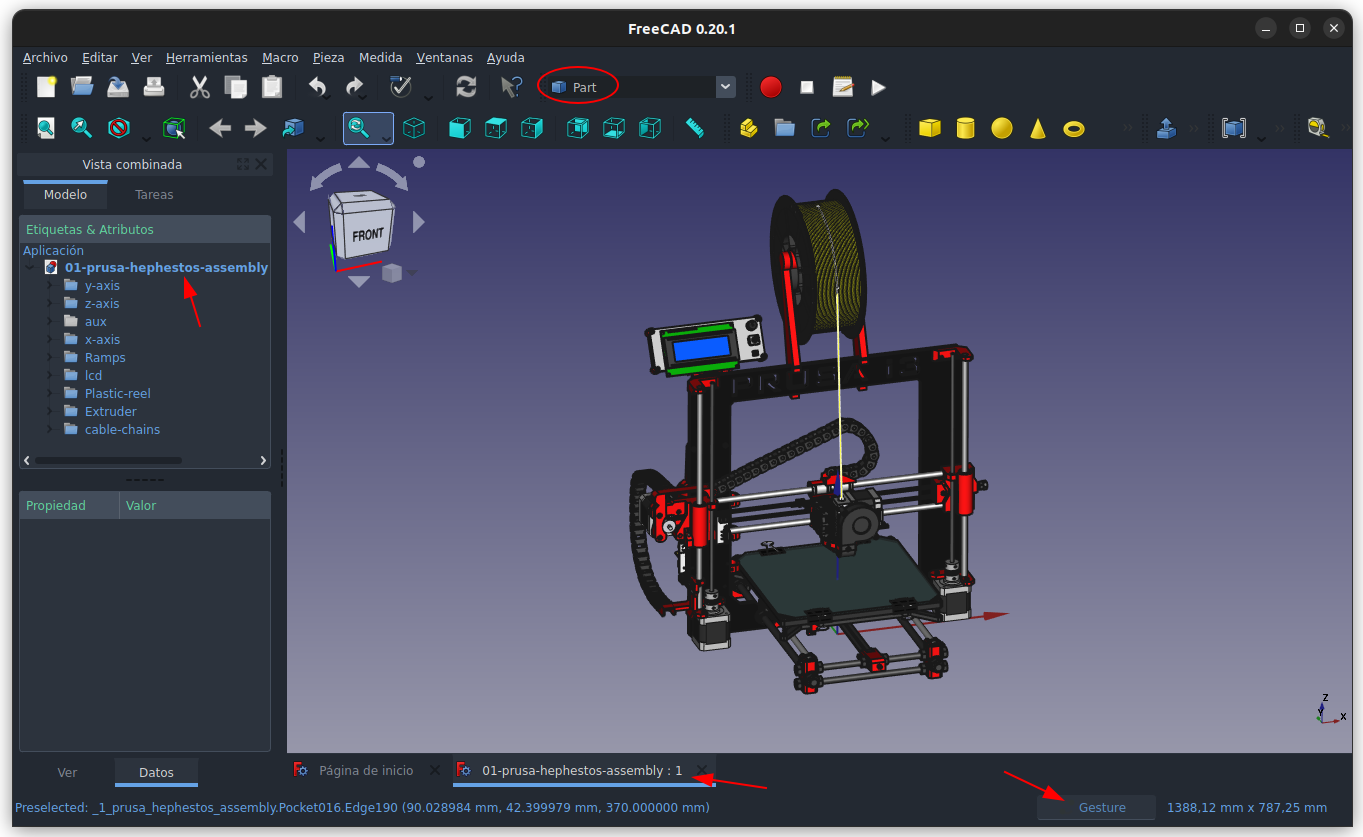 FreeCAD 0.20.1
Archivo Editar Ver Herramientas Macro Pieza Medida Ventanas Ayuda
Part
Vista combinada
Modelo Tareas
Etiquetas & Atributos
Aplicación
01-prusa-hephestos-assembly
y-axis
z-axis
aux
x-axis
Ramps
lcd
Plastic-reel
Extruder
cable-chains
Propiedad Valor
Ver Datos
FRONT
Z
Y
X
Página de inicio 01-prusa-hephestos-assembly : 1
Preselected: _1_prusa_hephestos_assembly.Pocket016.Edge190 (90.028984 mm, 42.399979 mm, 370.000000 mm) Gesture 1388,12 mm x 787,25 mm